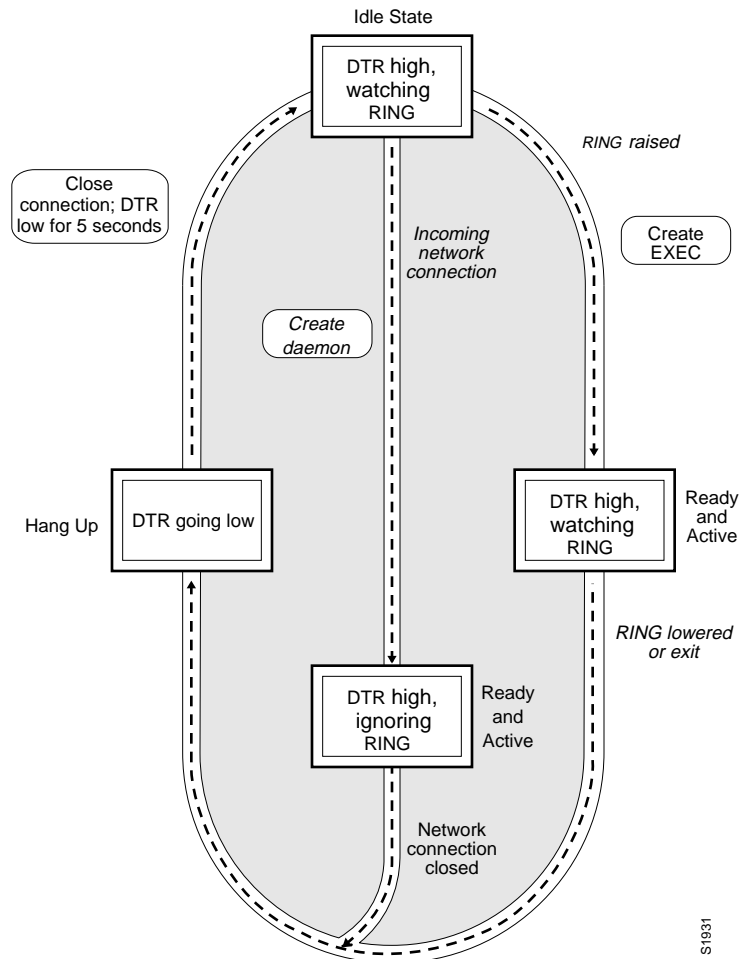 Idle State
DTR high,
watching
RING
RING raised
Close
connection; DTR
low for 5 seconds
Create
EXEC
Incoming
network
connection
Create
daemon
Hang Up
DTR going low
DTR high,
watching
RING
Ready
and
Active
RING lowered
or exit
DTR high,
ignoring
RING
Ready
and
Active
Network
connection
closed
S1931